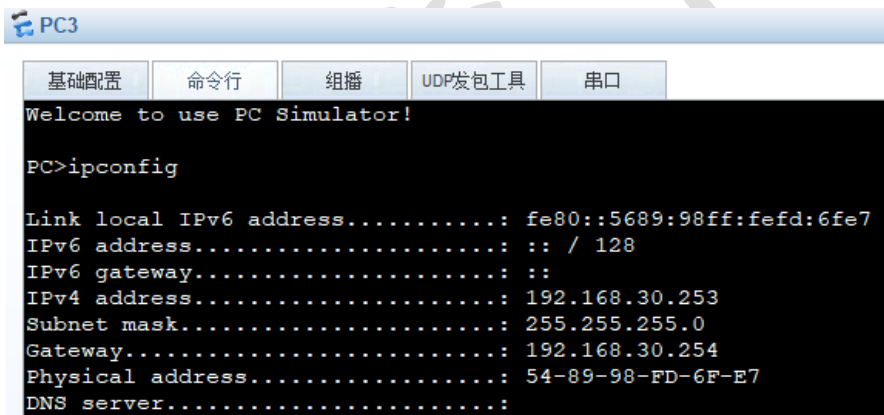 PC3
基础配置 命令行 组播 UDP发包工具 串口
Welcome to use PC Simulator!
PC>ipconfig
Link local IPv6 address...........: fe80::5689:98ff:fefd:6fe7
IPv6 address......................: :: / 128
IPv6 gateway......................: ::
IPv4 address......................: 192.168.30.253
Subnet mask.......................: 255.255.255.0
Gateway...........................: 192.168.30.254
Physical address..................: 54-89-98-FD-6F-E7
DNS server........................: